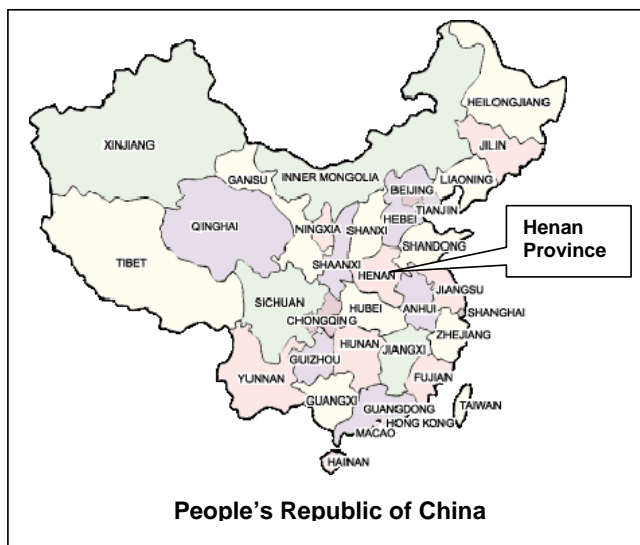 HEILONGJIANG
JILIN
XINJIANG
INNER MONGOLIA
LIAONING
GANSU
BEIJING
TIANJIN
HEBEI
QINGHAI
NINGXIA
SHANXI
SHANDONG
Henan
Province
TIBET
SHAANXI
HENAN
JIANGSU
SICHUAN
CHONGQING
HUBEI
ANHUI
SHANGHAI
ZHEJIANG
HUNAN
JIANGXI
GUIZHOU
YUNNAN
FUJIAN
GUANGXI
GUANGDONG
TAIWAN
HONG KONG
MACAO
HAINAN
People's Republic of China